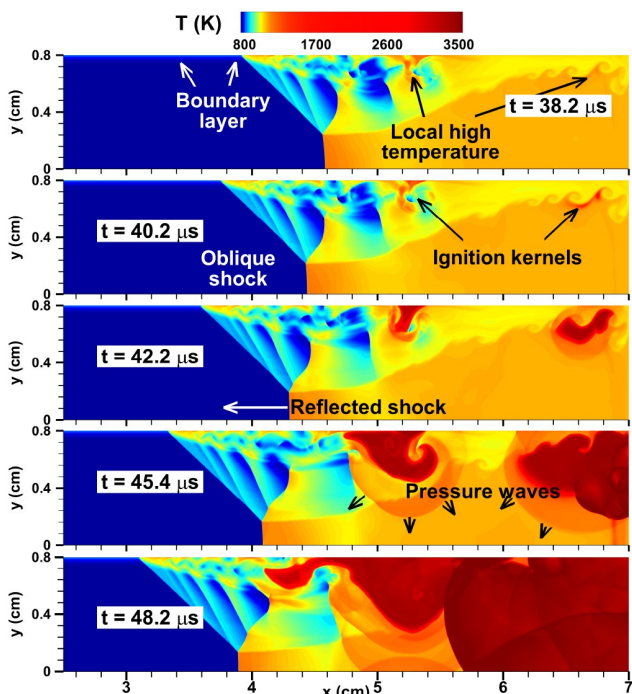 T (K)
800 1700 2600 3500
0.8
y (cm)
0.4
0
Boundary
layer
Local high
temperature
t = 38.2 μs
0.8
y (cm)
0.4
0
t = 40.2 μs
Oblique
shock
Ignition kernels
0.8
y (cm)
0.4
0
t = 42.2 μs
Reflected shock
0.8
y (cm)
0.4
0
t = 45.4 μs
Pressure waves
0.8
y (cm)
0.4
0
t = 48.2 μs
3 4 5 6 7
x (cm)